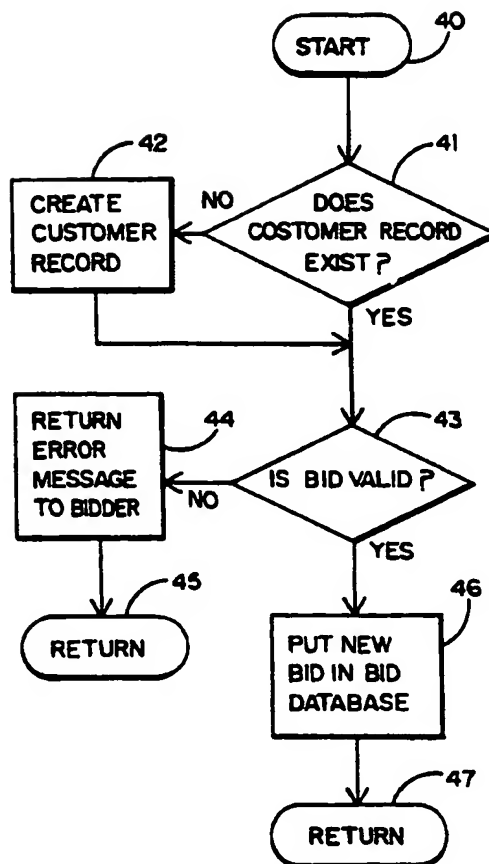 START
40
42
41
CREATE
CUSTOMER
RECORD
NO
DOES
COSTOMER RECORD
EXIST?
YES
RETURN
ERROR
MESSAGE
TO BIDDER
44
43
IS BID VALID?
NO
YES
45
RETURN
46
PUT NEW
BID IN BID
DATABASE
47
RETURN